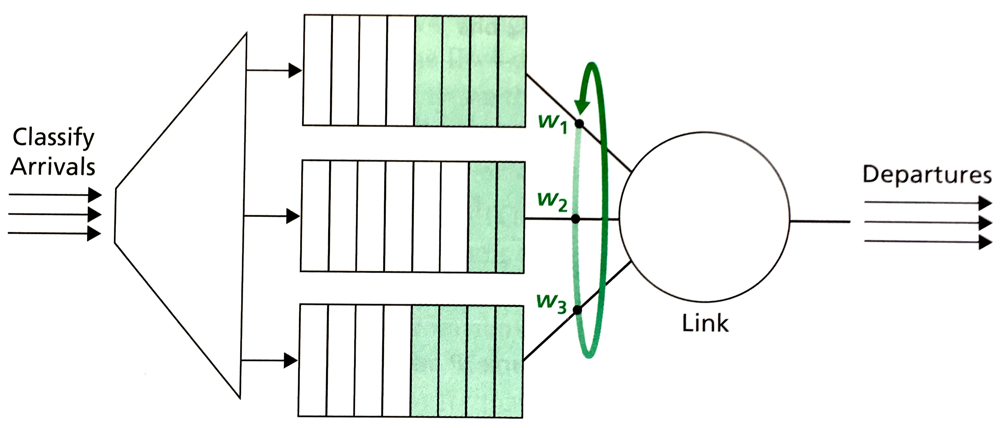 Classify
Arrivals
w1
w2
w3
Link
Departures